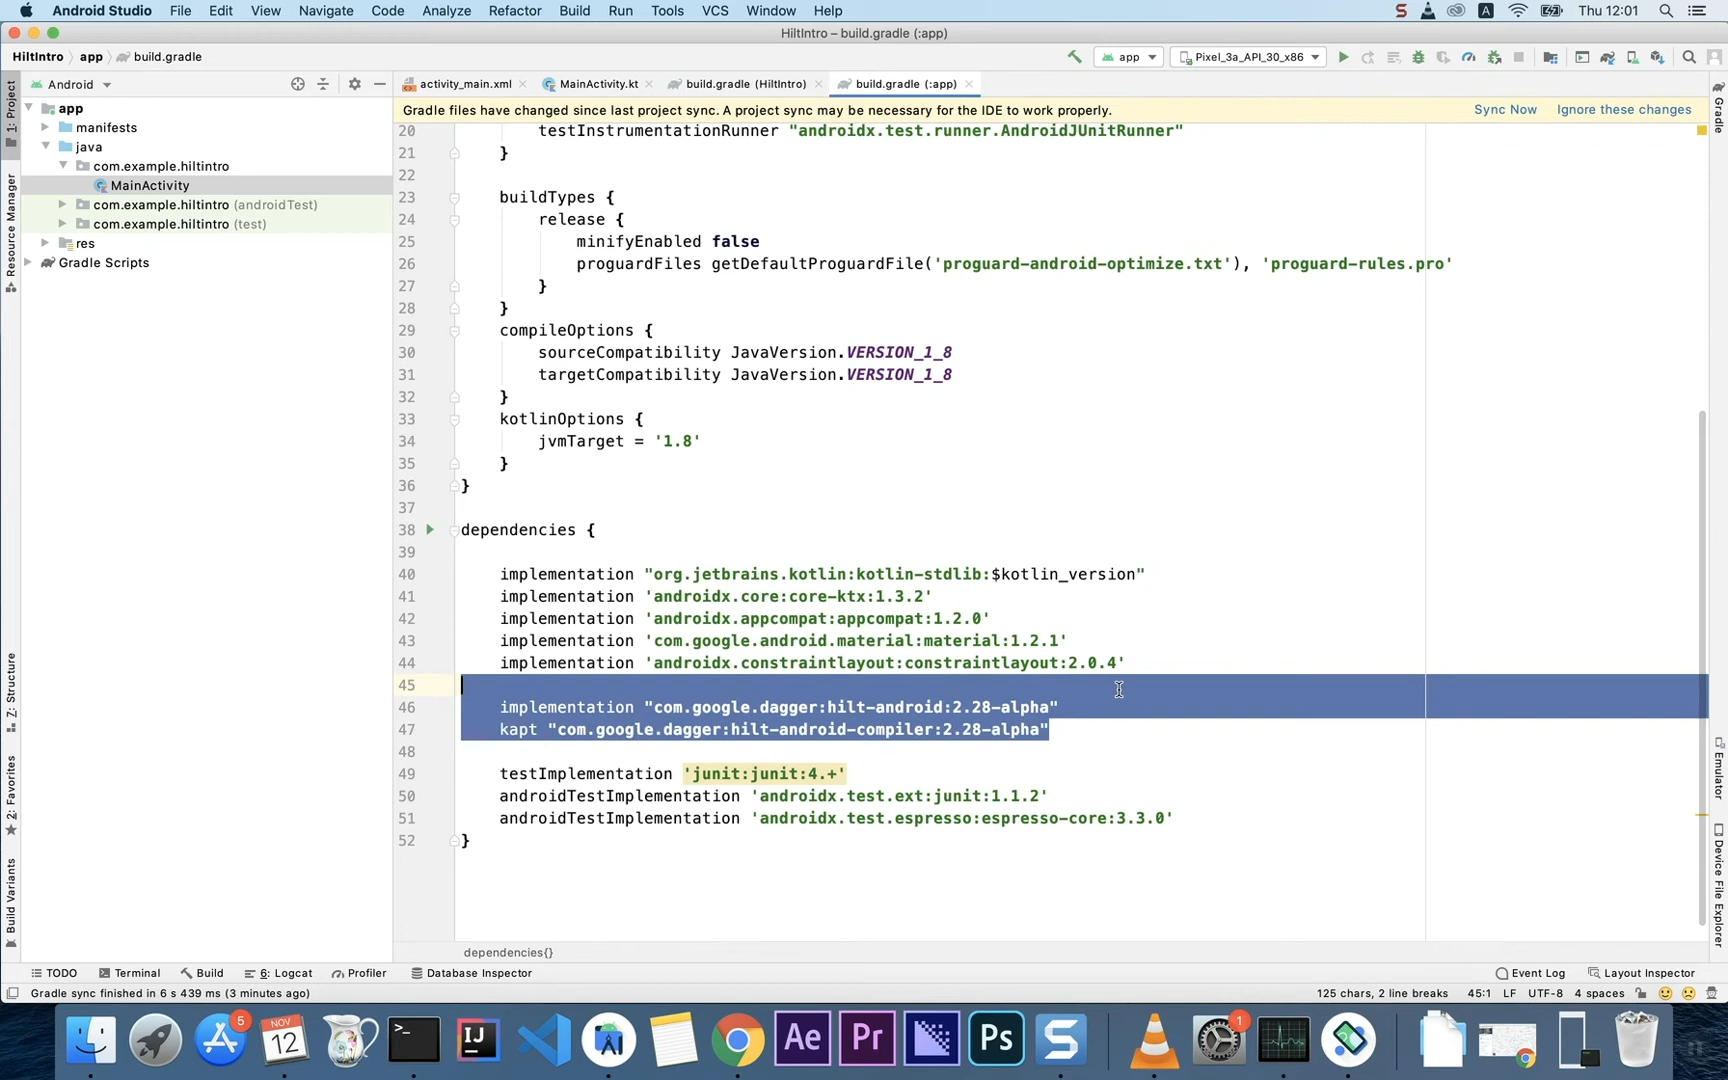 Android Studio File Edit View Navigate Code Analyze Refactor Build Run Tools VCS Window Help
S A Thu 12:01
HiltIntro – build.gradle (:app)
HiltIntro app build.gradle
app Pixel_3a_API_30_x86
Android
activity_main.xml MainActivity.kt build.gradle (HiltIntro) build.gradle (:app)
Gradle files have changed since last project sync. A project sync may be necessary for the IDE to work properly. Sync Now Ignore these changes
app
manifests
java
com.example.hiltintro
MainActivity
com.example.hiltintro (androidTest)
com.example.hiltintro (test)
res
Gradle Scripts
1: Project
Resource Manager
Z: Structure
2: Favorites
Build Variants
20 testInstrumentationRunner "androidx.test.runner.AndroidJUnitRunner"
21 }
22
23 buildTypes {
24 release {
25 minifyEnabled false
26 proguardFiles getDefaultProguardFile('proguard-android-optimize.txt'), 'proguard-rules.pro'
27 }
28 }
29 compileOptions {
30 sourceCompatibility JavaVersion.VERSION_1_8
31 targetCompatibility JavaVersion.VERSION_1_8
32 }
33 kotlinOptions {
34 jvmTarget = '1.8'
35 }
36 }
37
38 dependencies {
39
40 implementation "org.jetbrains.kotlin:kotlin-stdlib:$kotlin_version"
41 implementation 'androidx.core:core-ktx:1.3.2'
42 implementation 'androidx.appcompat:appcompat:1.2.0'
43 implementation 'com.google.android.material:material:1.2.1'
44 implementation 'androidx.constraintlayout:constraintlayout:2.0.4'
45
46 implementation "com.google.dagger:hilt-android:2.28-alpha"
47 kapt "com.google.dagger:hilt-android-compiler:2.28-alpha"
48
49 testImplementation 'junit:junit:4.+'
50 androidTestImplementation 'androidx.test.ext:junit:1.1.2'
51 androidTestImplementation 'androidx.test.espresso:espresso-core:3.3.0'
52 }
Gradle
Emulator
Device File Explorer
dependencies{}
TODO Terminal Build 6: Logcat Profiler Database Inspector Event Log Layout Inspector
Gradle sync finished in 6 s 439 ms (3 minutes ago) 125 chars, 2 line breaks 45:1 LF UTF-8 4 spaces
5 NOV 12 >_ IJ Ae Pr Ps S 1